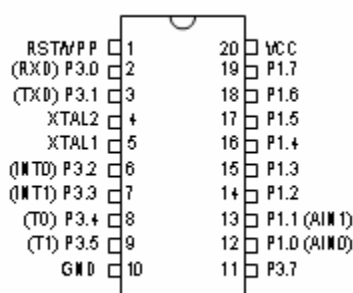 RST/VPP 1 20 VCC
(RXD) P3.0 2 19 P1.7
(TXD) P3.1 3 18 P1.6
XTAL2 4 17 P1.5
XTAL1 5 16 P1.4
(INT0) P3.2 6 15 P1.3
(INT1) P3.3 7 14 P1.2
(T0) P3.4 8 13 P1.1 (AIN1)
(T1) P3.5 9 12 P1.0 (AIN0)
GND 10 11 P3.7